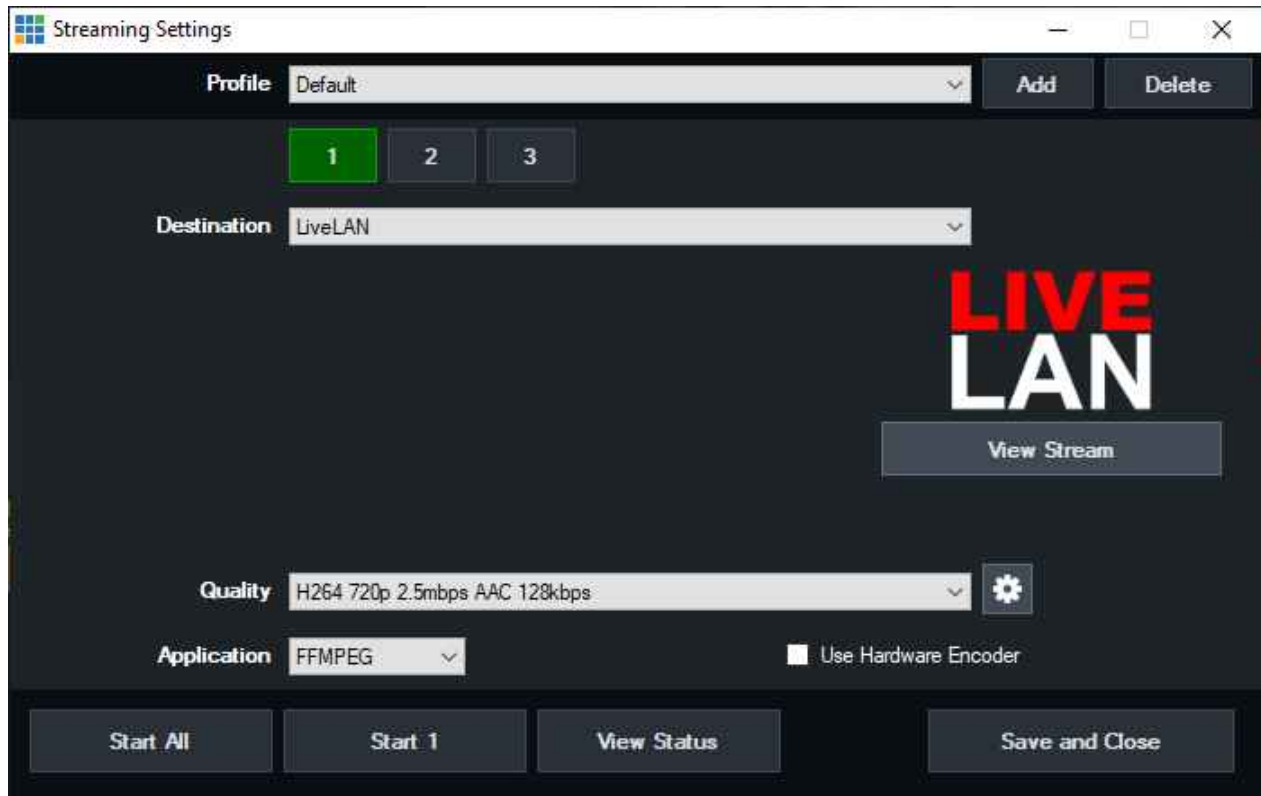 Streaming Settings
Profile Default Add Delete
1 2 3
Destination LiveLAN
LIVE
LAN
View Stream
Quality H264 720p 2.5mbps AAC 128kbps
Application FFMPEG Use Hardware Encoder
Start All Start 1 View Status Save and Close